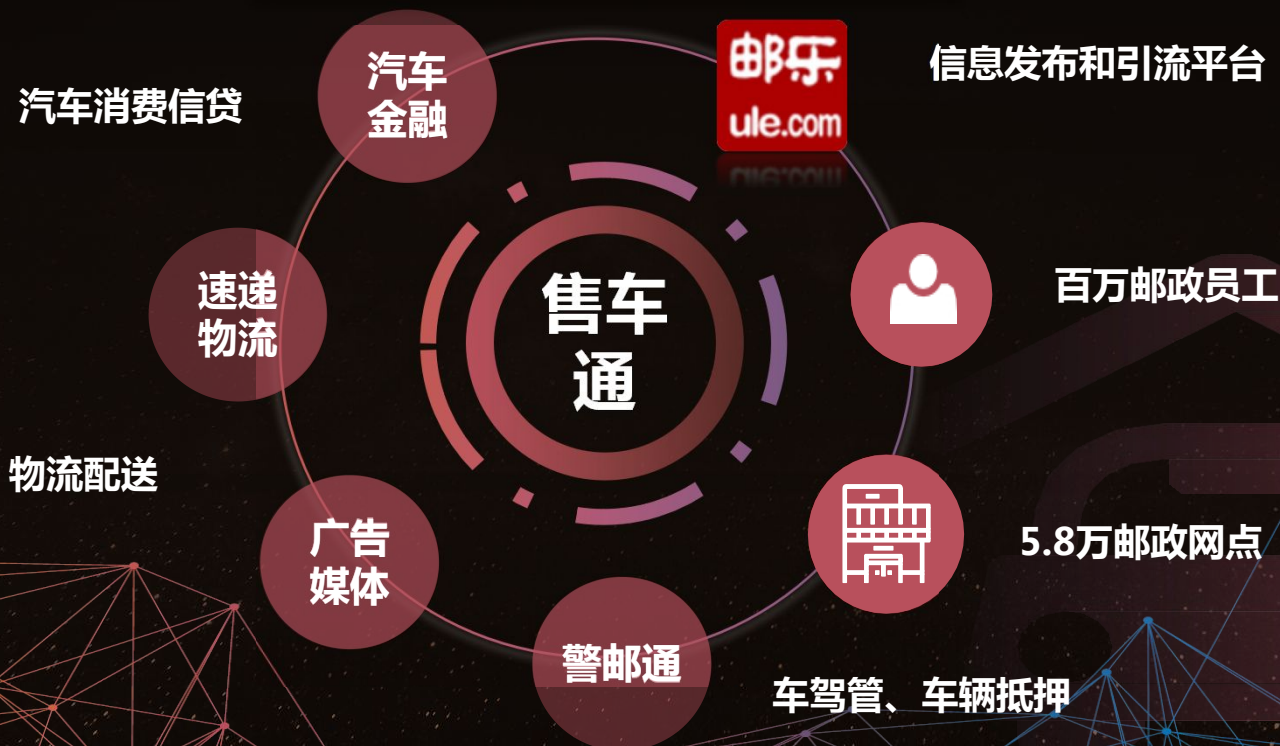 汽车
金融
邮乐
ule.com
信息发布和引流平台
汽车消费信贷
速递
物流
售车
通
百万邮政员工
物流配送
广告
媒体
5.8万邮政网点
警邮通
车驾管、车辆抵押